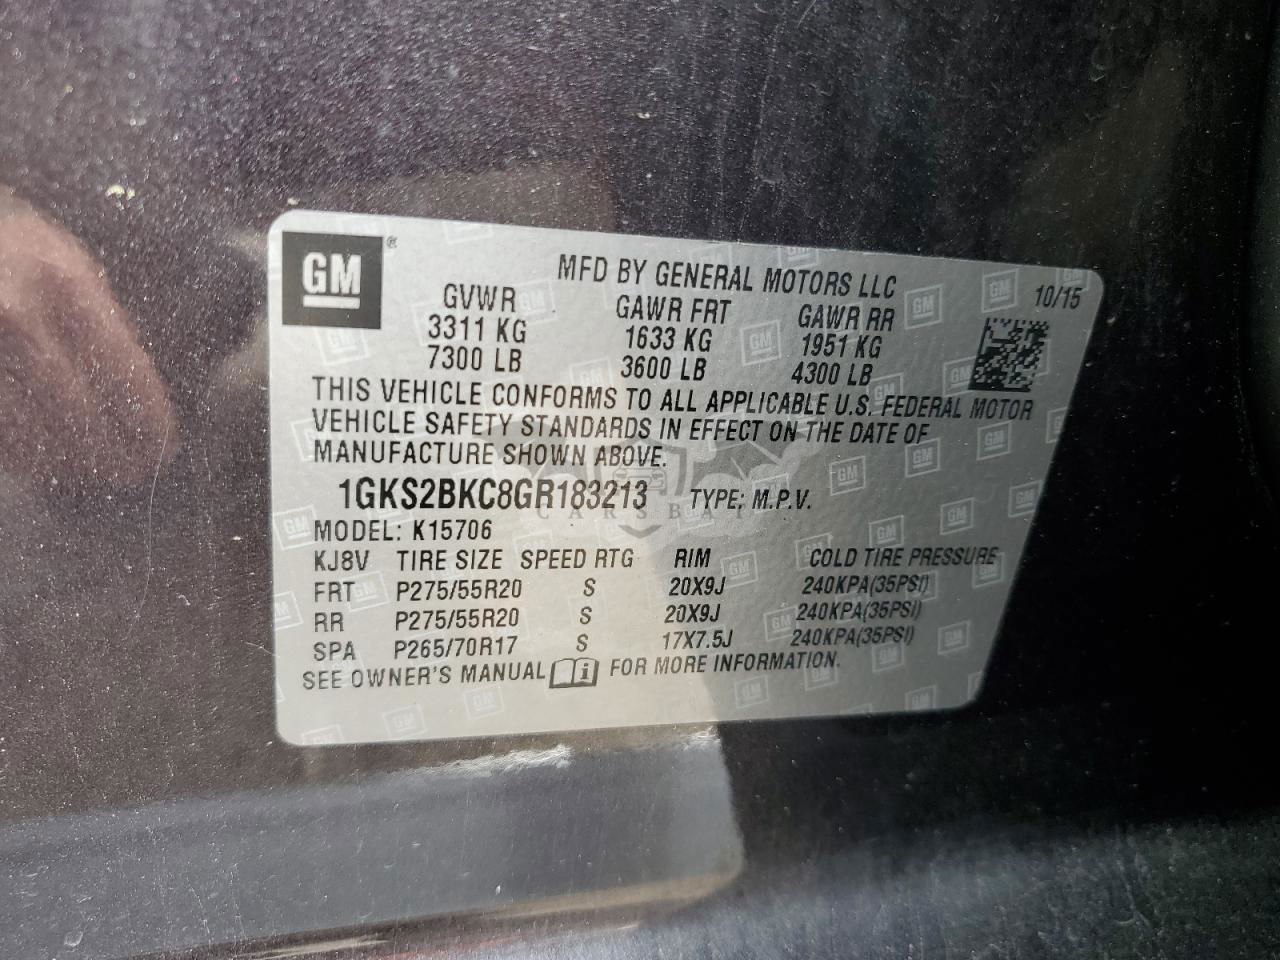 GM ® MFD BY GENERAL MOTORS LLC 10/15
GVWR GAWR FRT GAWR RR
3311 KG 1633 KG 1951 KG
7300 LB 3600 LB 4300 LB
THIS VEHICLE CONFORMS TO ALL APPLICABLE U.S. FEDERAL MOTOR
VEHICLE SAFETY STANDARDS IN EFFECT ON THE DATE OF
MANUFACTURE SHOWN ABOVE.
1GKS2BKC8GR183213 TYPE: M.P.V.
CARSBAT
MODEL: K15706
KJ8V TIRE SIZE SPEED RTG RIM COLD TIRE PRESSURE
FRT P275/55R20 S 20X9J 240KPA(35PSI)
RR P275/55R20 S 20X9J 240KPA(35PSI)
SPA P265/70R17 S 17X7.5J 240KPA(35PSI)
SEE OWNER'S MANUAL i FOR MORE INFORMATION.